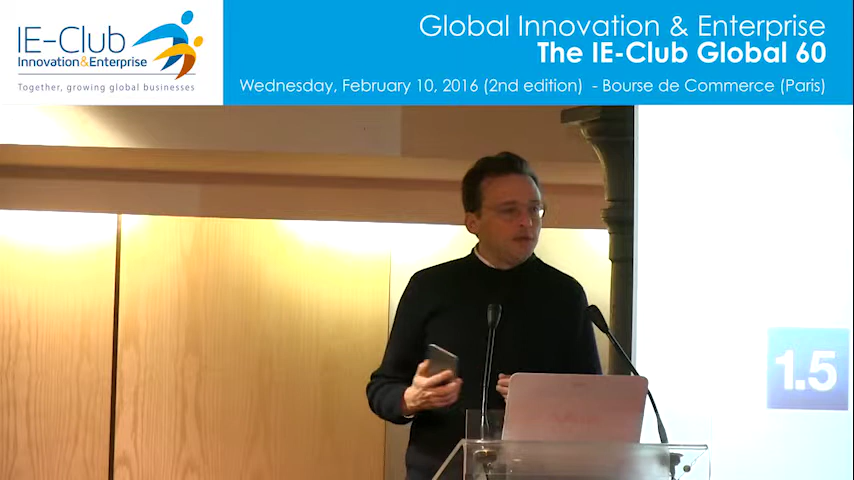 IE-Club
Innovation&Enterprise
Together, growing global businesses
Global Innovation & Enterprise
The IE-Club Global 60
Wednesday, February 10, 2016 (2nd edition) - Bourse de Commerce (Paris)
1.5